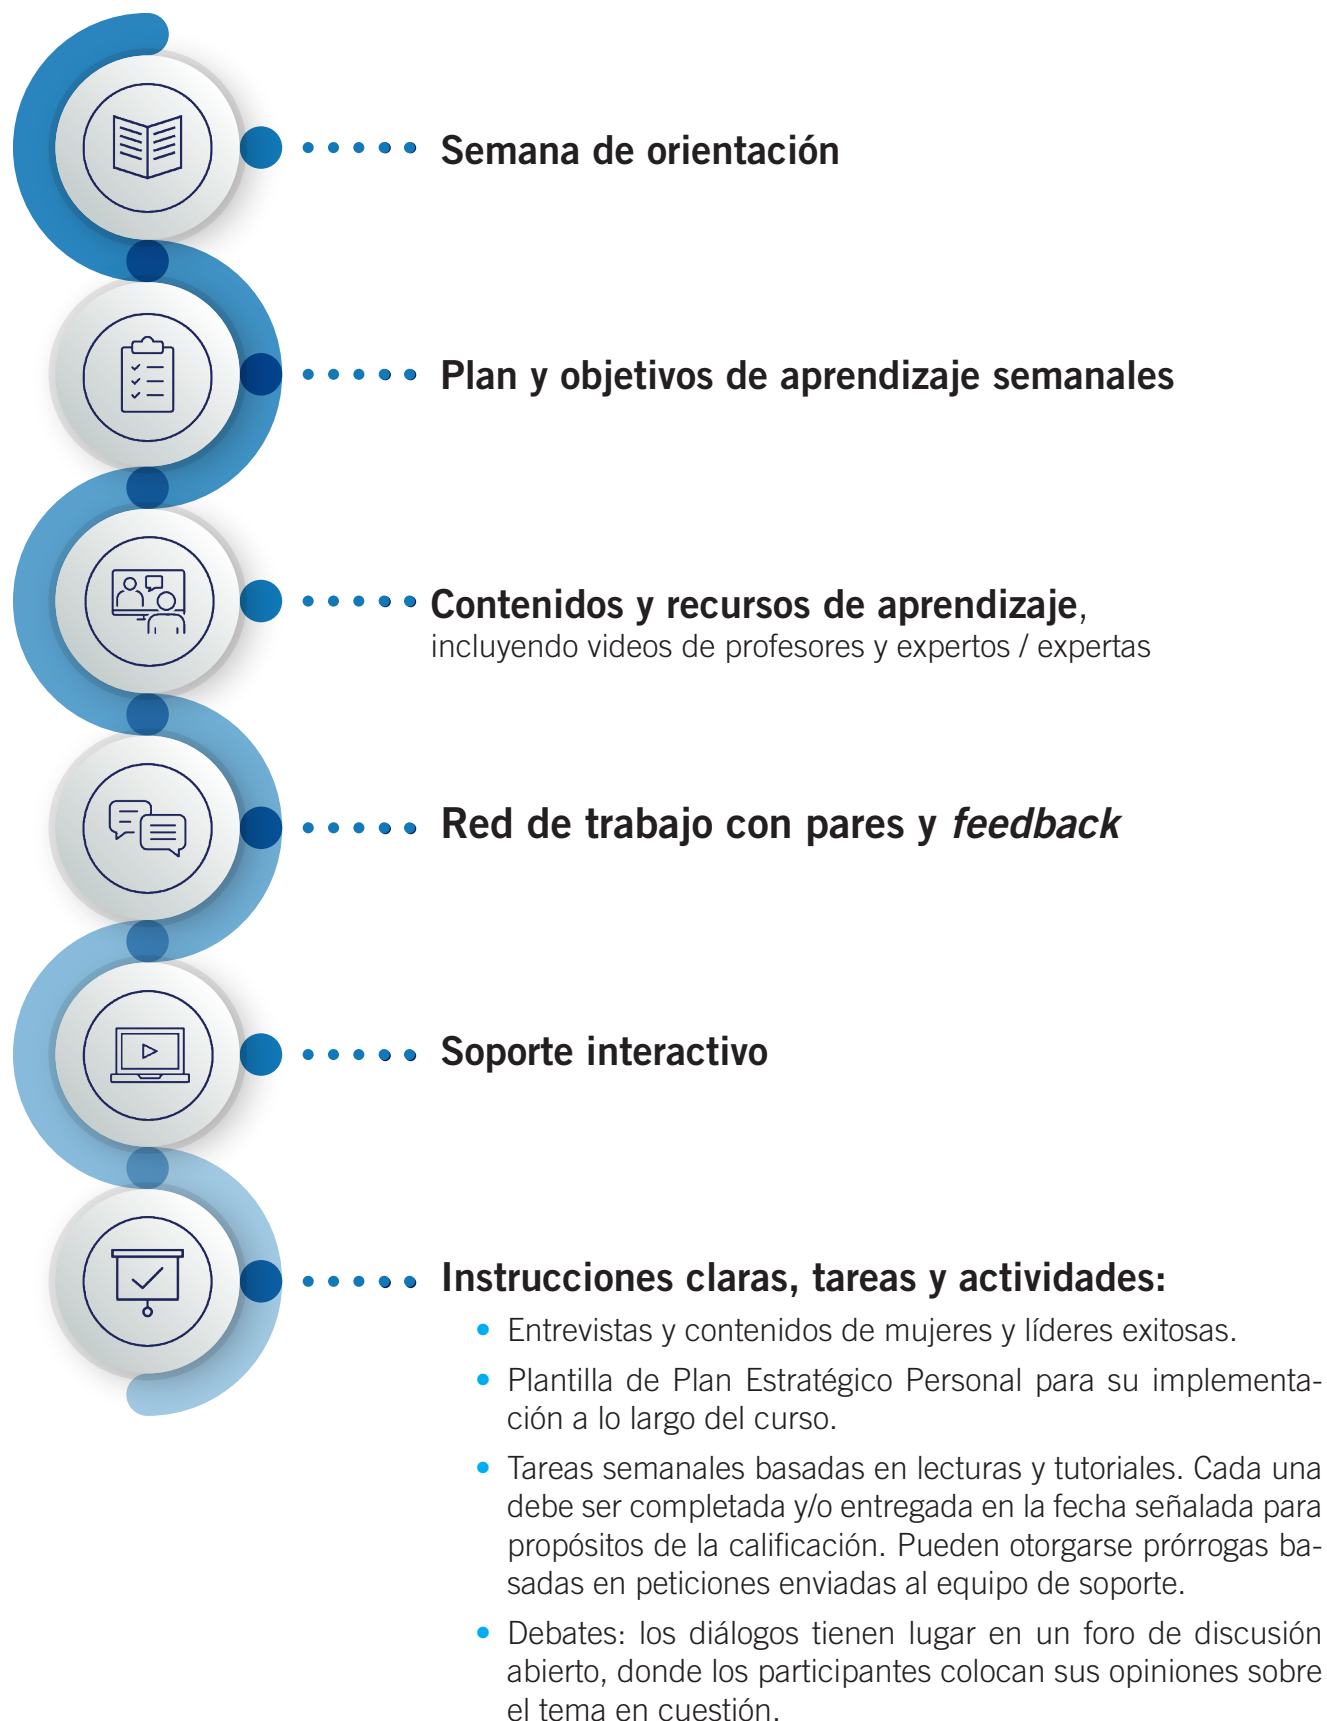 Semana de orientación
Plan y objetivos de aprendizaje semanales
Contenidos y recursos de aprendizaje,
incluyendo videos de profesores y expertos / expertas
Red de trabajo con pares y feedback
Soporte interactivo
Instrucciones claras, tareas y actividades:
• Entrevistas y contenidos de mujeres y líderes exitosas.
• Plantilla de Plan Estratégico Personal para su implementa-
ción a lo largo del curso.
• Tareas semanales basadas en lecturas y tutoriales. Cada una
debe ser completada y/o entregada en la fecha señalada para
propósitos de la calificación. Pueden otorgarse prórrogas ba-
sadas en peticiones enviadas al equipo de soporte.
• Debates: los diálogos tienen lugar en un foro de discusión
abierto, donde los participantes colocan sus opiniones sobre
el tema en cuestión.